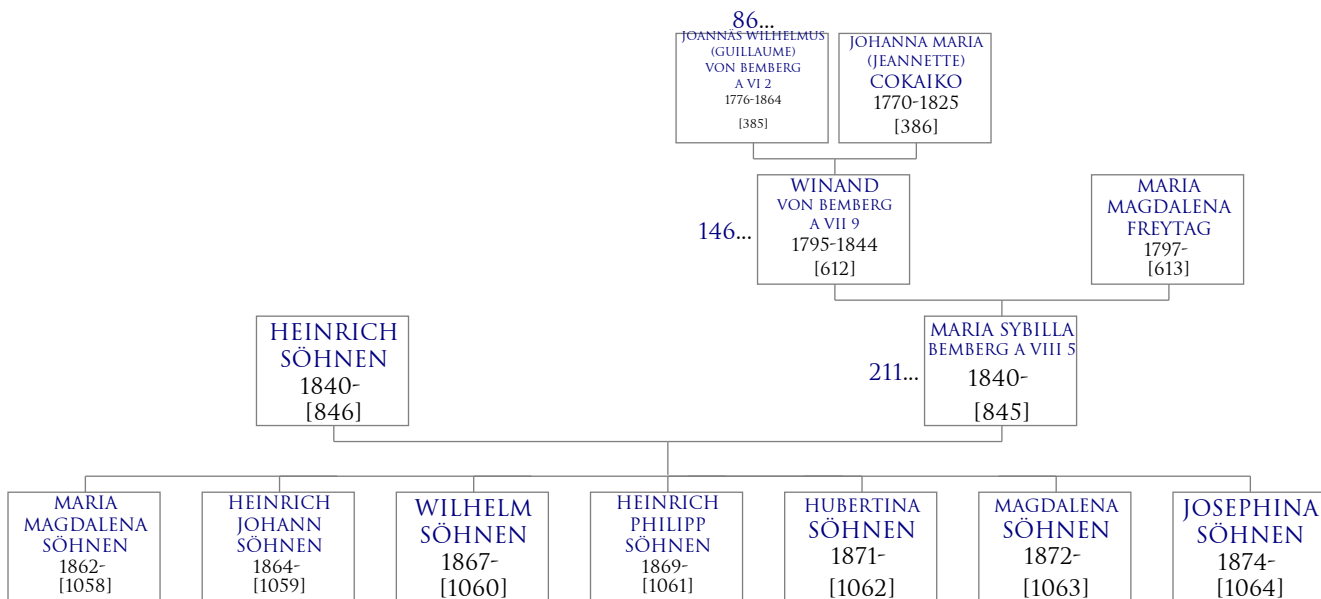 86...
JOANNÄS WILHELMUS
(GUILLAUME)
VON BEMBERG
A VI 2
1776-1864
[385]
JOHANNA MARIA
(JEANNETTE)
COKAIKO
1770-1825
[386]
146...
WINAND
VON BEMBERG
A VII 9
1795-1844
[612]
MARIA
MAGDALENA
FREYTAG
1797-
[613]
HEINRICH
SÖHNEN
1840-
[846]
211...
MARIA SYBILLA
BEMBERG A VIII 5
1840-
[845]
MARIA
MAGDALENA
SÖHNEN
1862-
[1058]
HEINRICH
JOHANN
SÖHNEN
1864-
[1059]
WILHELM
SÖHNEN
1867-
[1060]
HEINRICH
PHILIPP
SÖHNEN
1869-
[1061]
HUBERTINA
SÖHNEN
1871-
[1062]
MAGDALENA
SÖHNEN
1872-
[1063]
JOSEPHINA
SÖHNEN
1874-
[1064]